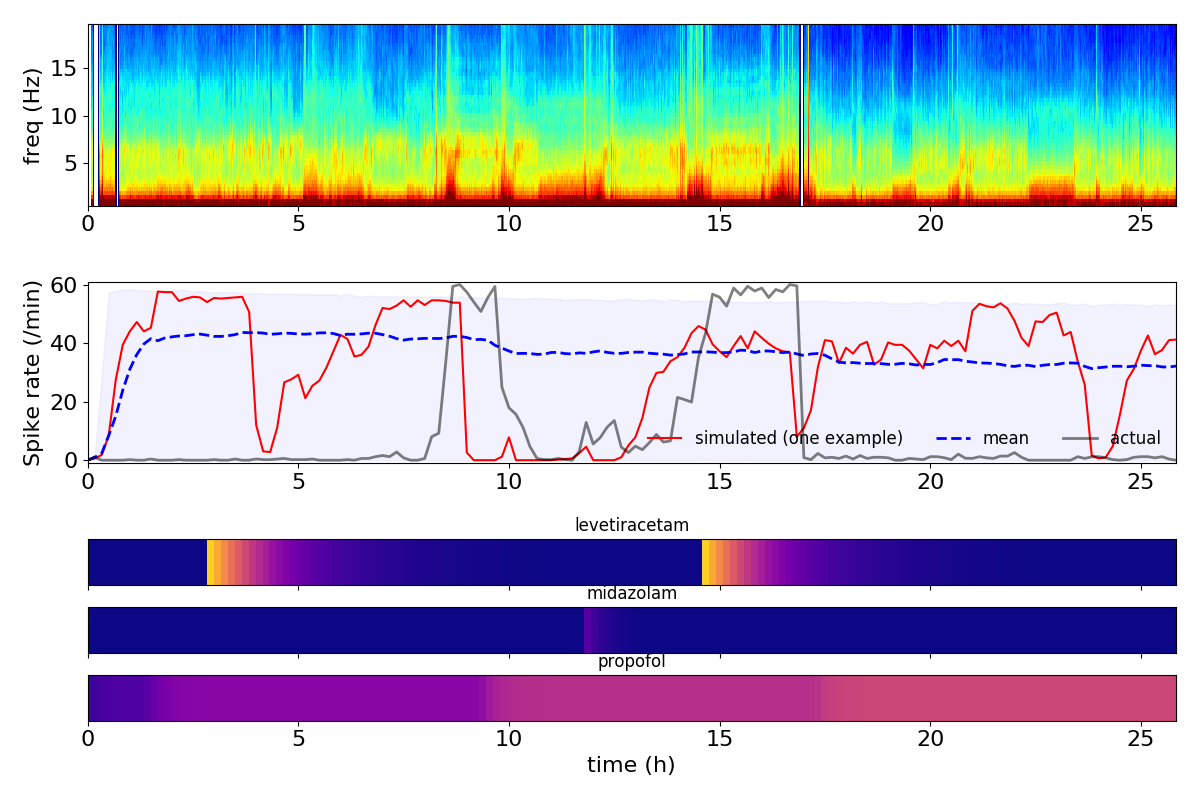 freq (Hz)
15
10
5
0 5 10 15 20 25
Spike rate (/min)
60
40
20
0
simulated (one example) mean actual
0 5 10 15 20 25
levetiracetam
midazolam
propofol
0 5 10 15 20 25
time (h)